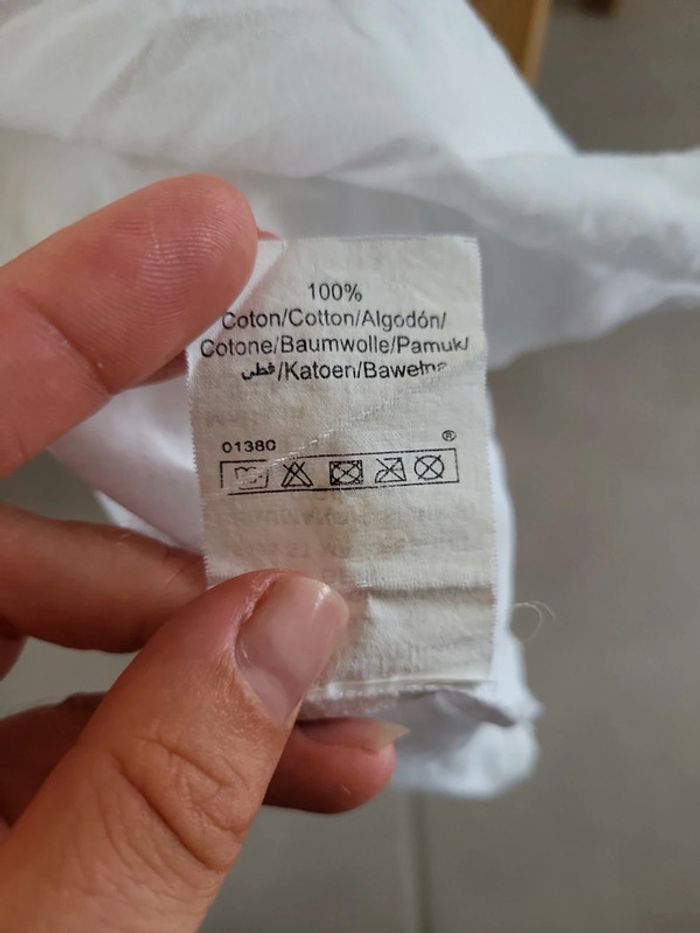 100%
Coton/Cotton/Algodón/
Cotone/Baumwolle/Pamuk/
قطن/Katoen/Bawełna
01380
®